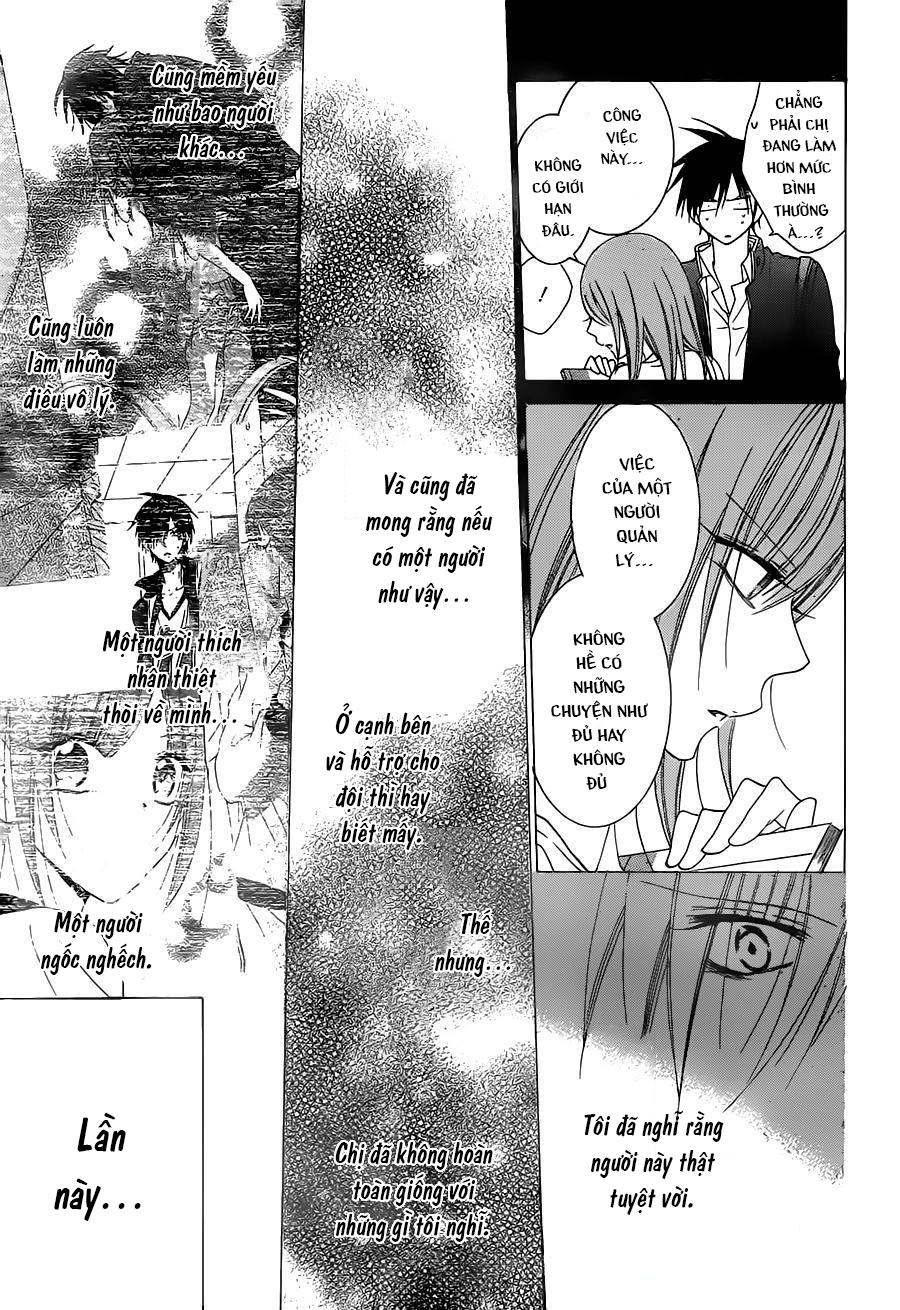 CHẲNG
PHẢI CHỊ
ĐANG LÀM
HƠN MỨC
BÌNH
THƯỜNG
À...?
CÔNG
VIỆC
NÀY...
KHÔNG
CÓ GIỚI
HẠN
ĐÂU.
!
VIỆC
CỦA MỘT
NGƯỜI
QUẢN
LÝ...
KHÔNG
HỀ CÓ
NHỮNG
CHUYỆN NHƯ
ĐỦ HAY
KHÔNG
ĐỦ
Tôi đã nghĩ rằng
người này thật
tuyệt vời.
Và cũng đã
mong rằng nếu
có một người
như vậy...
Ở cạnh bên
và hỗ trợ cho
đôi thi hay
biết mấy.
Thế
nhưng...
Chị đã không hoàn
toàn giống với
những gì tôi nghĩ.
Cũng mềm yếu
như bao người
khác...
Cũng luôn
làm những
điều vô lý.
Một người thích
nhận thiệt
thòi về mình...
Một người
ngốc nghếch.
Lần
này...